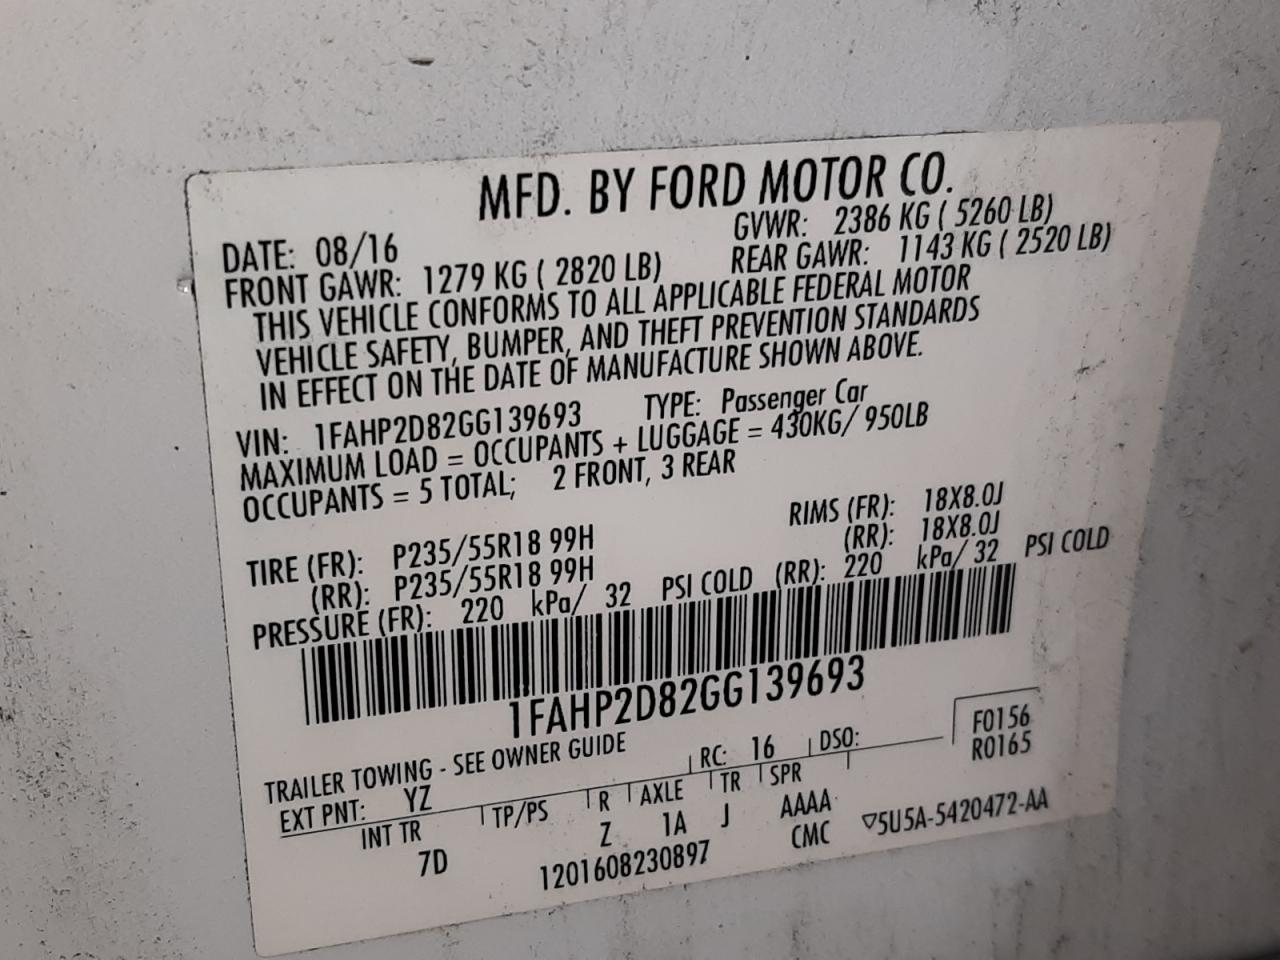 MFD. BY FORD MOTOR CO.
DATE: 08/16 GVWR: 2386 KG ( 5260 LB)
FRONT GAWR: 1279 KG ( 2820 LB) REAR GAWR: 1143 KG ( 2520 LB)
THIS VEHICLE CONFORMS TO ALL APPLICABLE FEDERAL MOTOR
VEHICLE SAFETY, BUMPER, AND THEFT PREVENTION STANDARDS
IN EFFECT ON THE DATE OF MANUFACTURE SHOWN ABOVE.
VIN: 1FAHP2D82GG139693 TYPE: Passenger Car
MAXIMUM LOAD = OCCUPANTS + LUGGAGE = 430KG/ 950LB
OCCUPANTS = 5 TOTAL; 2 FRONT, 3 REAR
TIRE (FR): P235/55R18 99H RIMS (FR): 18X8.0J
(RR): P235/55R18 99H (RR): 18X8.0J
PRESSURE (FR): 220 kPa/ 32 PSI COLD (RR): 220 kPa/ 32 PSI COLD
1FAHP2D82GG139693
TRAILER TOWING - SEE OWNER GUIDE
F0156
R0165
EXT PNT: YZ RC: 16 DSO:
INT TR TP/PS R AXLE TR SPR
7D Z 1A J AAAA
CMC
1201608230897
▽5U5A-5420472-AA